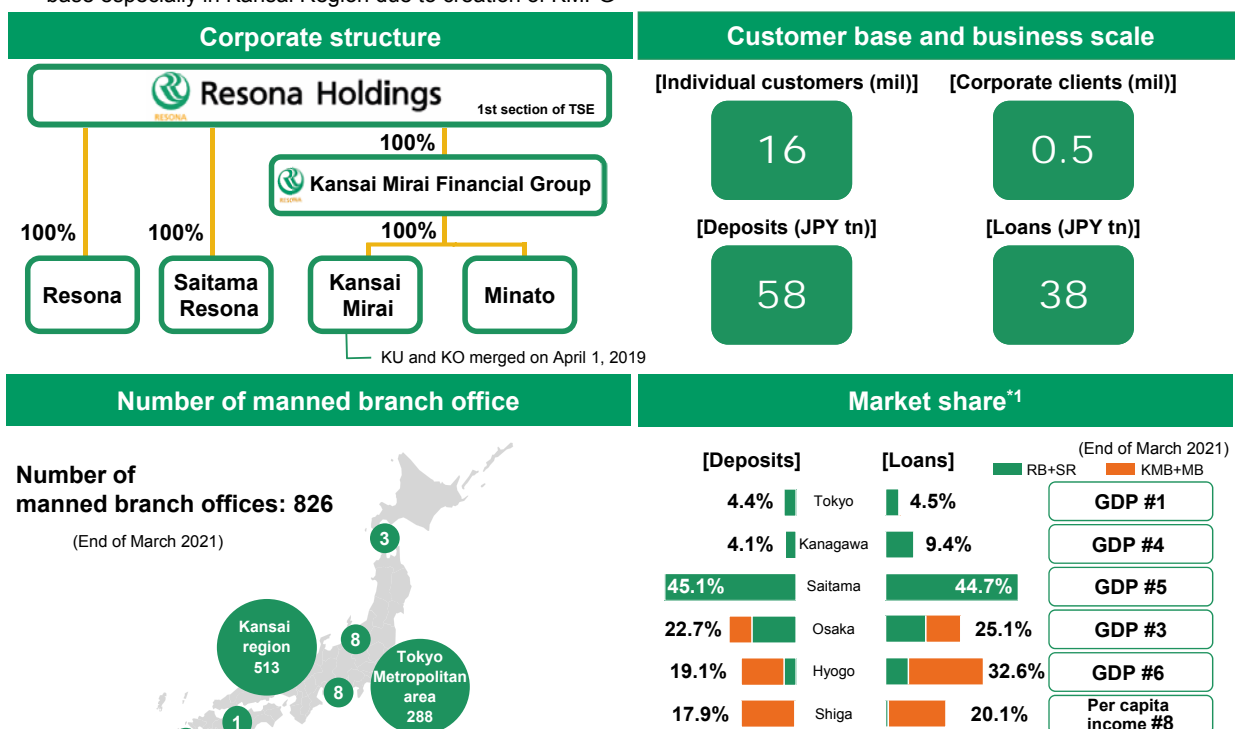 Corporate structure
Resona Holdings
RESONA
1st section of TSE
100%
RESONA
Kansai Mirai Financial Group
100%
100%
100%
Resona
Saitama
Resona
Kansai
Mirai
Minato
KU and KO merged on April 1, 2019
Customer base and business scale
[Individual customers (mil)]
[Corporate clients (mil)]
16
0.5
[Deposits (JPY tn)]
[Loans (JPY tn)]
58
38
Number of manned branch office
Number of
manned branch offices: 826
(End of March 2021)
3
Kansai
region
513
8
Tokyo
Metropolitan
area
288
8
1
Market share*1
(End of March 2021)
[Deposits]
[Loans]
RB+SR
KMB+MB
4.4% Tokyo 4.5% GDP #1
4.1% Kanagawa 9.4% GDP #4
45.1% Saitama 44.7% GDP #5
22.7% Osaka 25.1% GDP #3
19.1% Hyogo 32.6% GDP #6
17.9% Shiga 20.1% Per capita
income #8